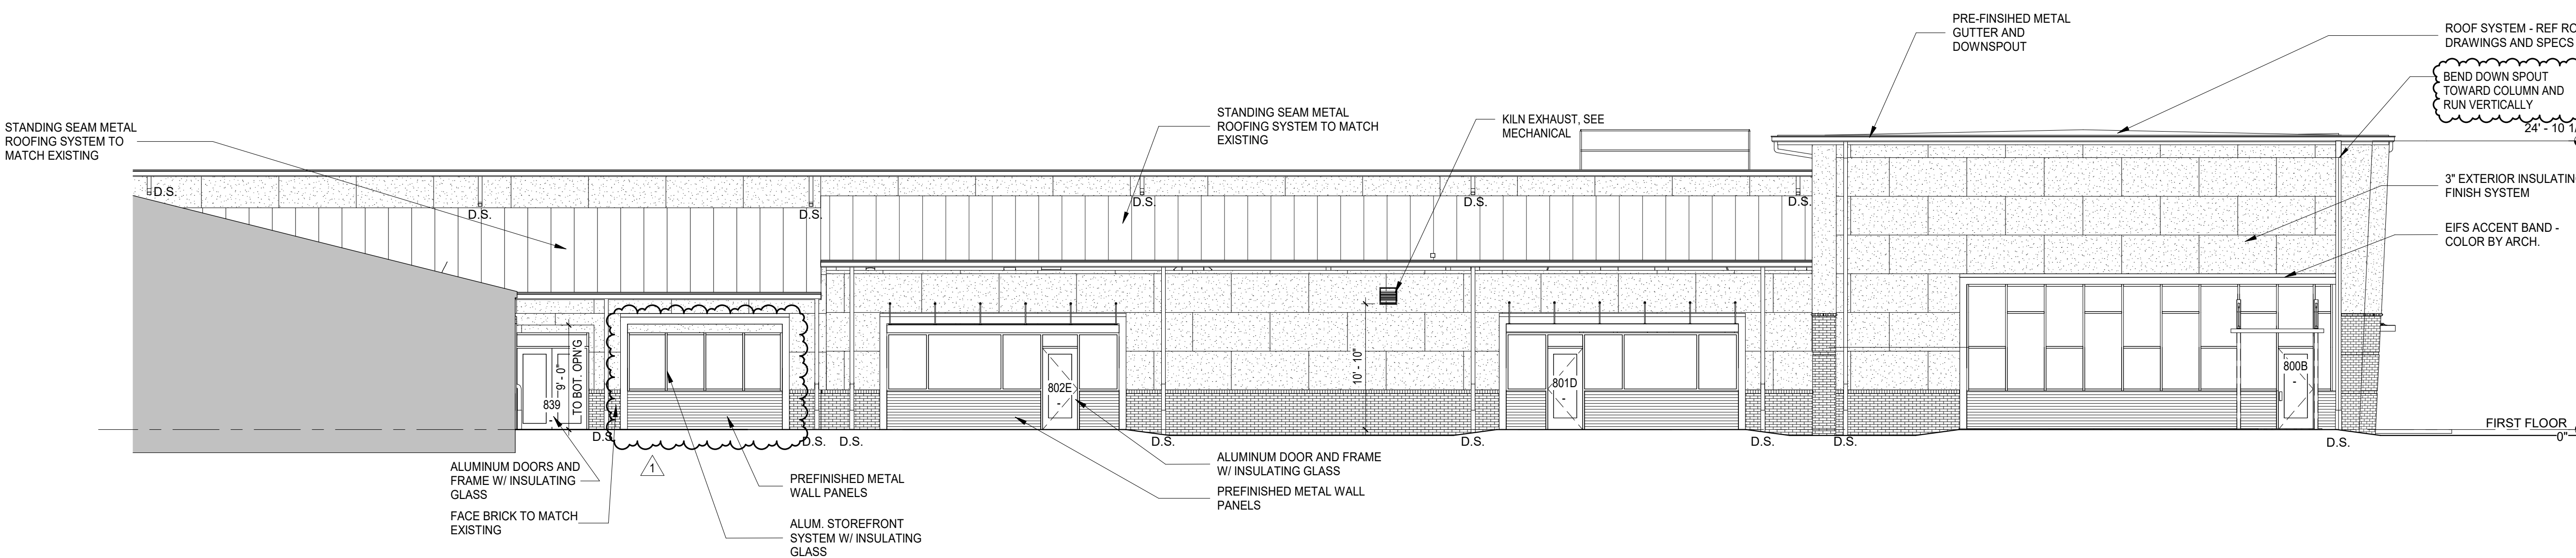 PRE-FINSIHED METAL
GUTTER AND
DOWNSPOUT
ROOF SYSTEM - REF
DRAWINGS AND SPECS
BEND DOWN SPOUT
TOWARD COLUMN AND
RUN VERTICALLY
24' - 10
STANDING SEAM METAL
ROOFING SYSTEM TO
MATCH EXISTING
STANDING SEAM METAL
ROOFING SYSTEM TO MATCH
EXISTING
KILN EXHAUST, SEE
MECHANICAL
3" EXTERIOR
FINISH SYSTEM
EIFS ACCENT BAND -
COLOR BY ARCH.
D.S.
D.S.
D.S.
D.S.
D.S.
D.S.
9' - 0"
TO BOT. OPN'G
839
-
802E
-
10' - 10"
801D
-
800B
-
FIRST FLOOR
0"
D.S.
D.S.
D.S.
D.S.
D.S.
D.S.
D.S.
D.S.
1
ALUMINUM DOORS AND
FRAME W/ INSULATING
GLASS
FACE BRICK TO MATCH
EXISTING
PREFINISHED METAL
WALL PANELS
ALUM. STOREFRONT
SYSTEM W/ INSULATING
GLASS
ALUMINUM DOOR AND FRAME
W/ INSULATING GLASS
PREFINISHED METAL WALL
PANELS